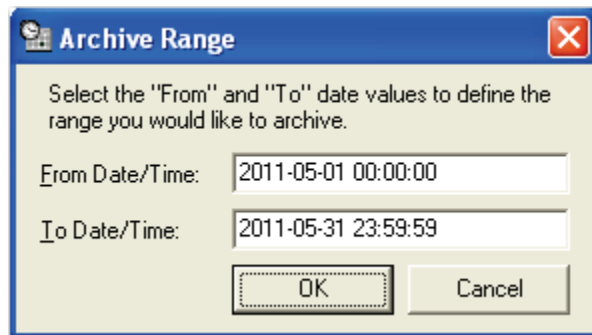 Archive Range
Select the "From" and "To" date values to define the
range you would like to archive.
From Date/Time: 2011-05-01 00:00:00
To Date/Time: 2011-05-31 23:59:59
OK Cancel